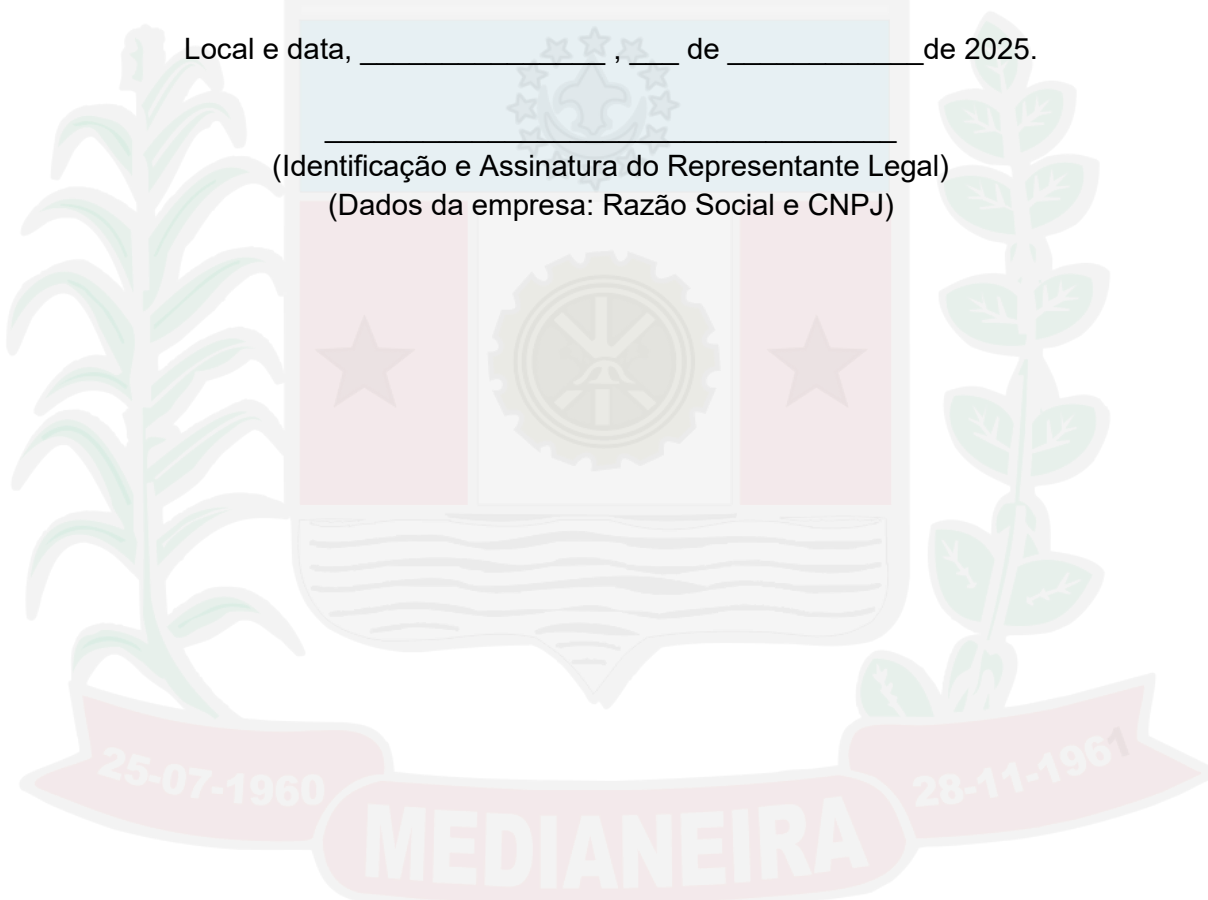 Local e data, _________________ , ___ de ____________de 2025.
___________________________________
(Identificação e Assinatura do Representante Legal)
(Dados da empresa: Razão Social e CNPJ)
25-07-1960
28-11-1961
MEDIANEIRA